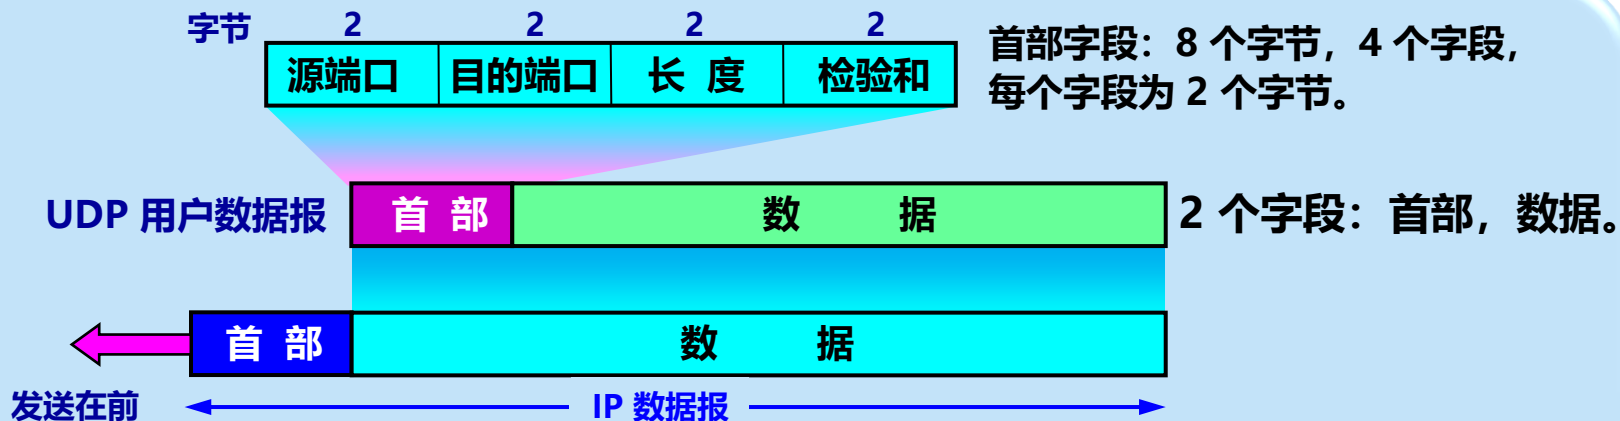 字节 2 2 2 2
源端口 目的端口 长 度 检验和
首部字段：8 个字节，4 个字段，
每个字段为 2 个字节。
UDP 用户数据报 首 部 数 据 2 个字段：首部，数据。
首 部 数 据
发送在前 IP 数据报